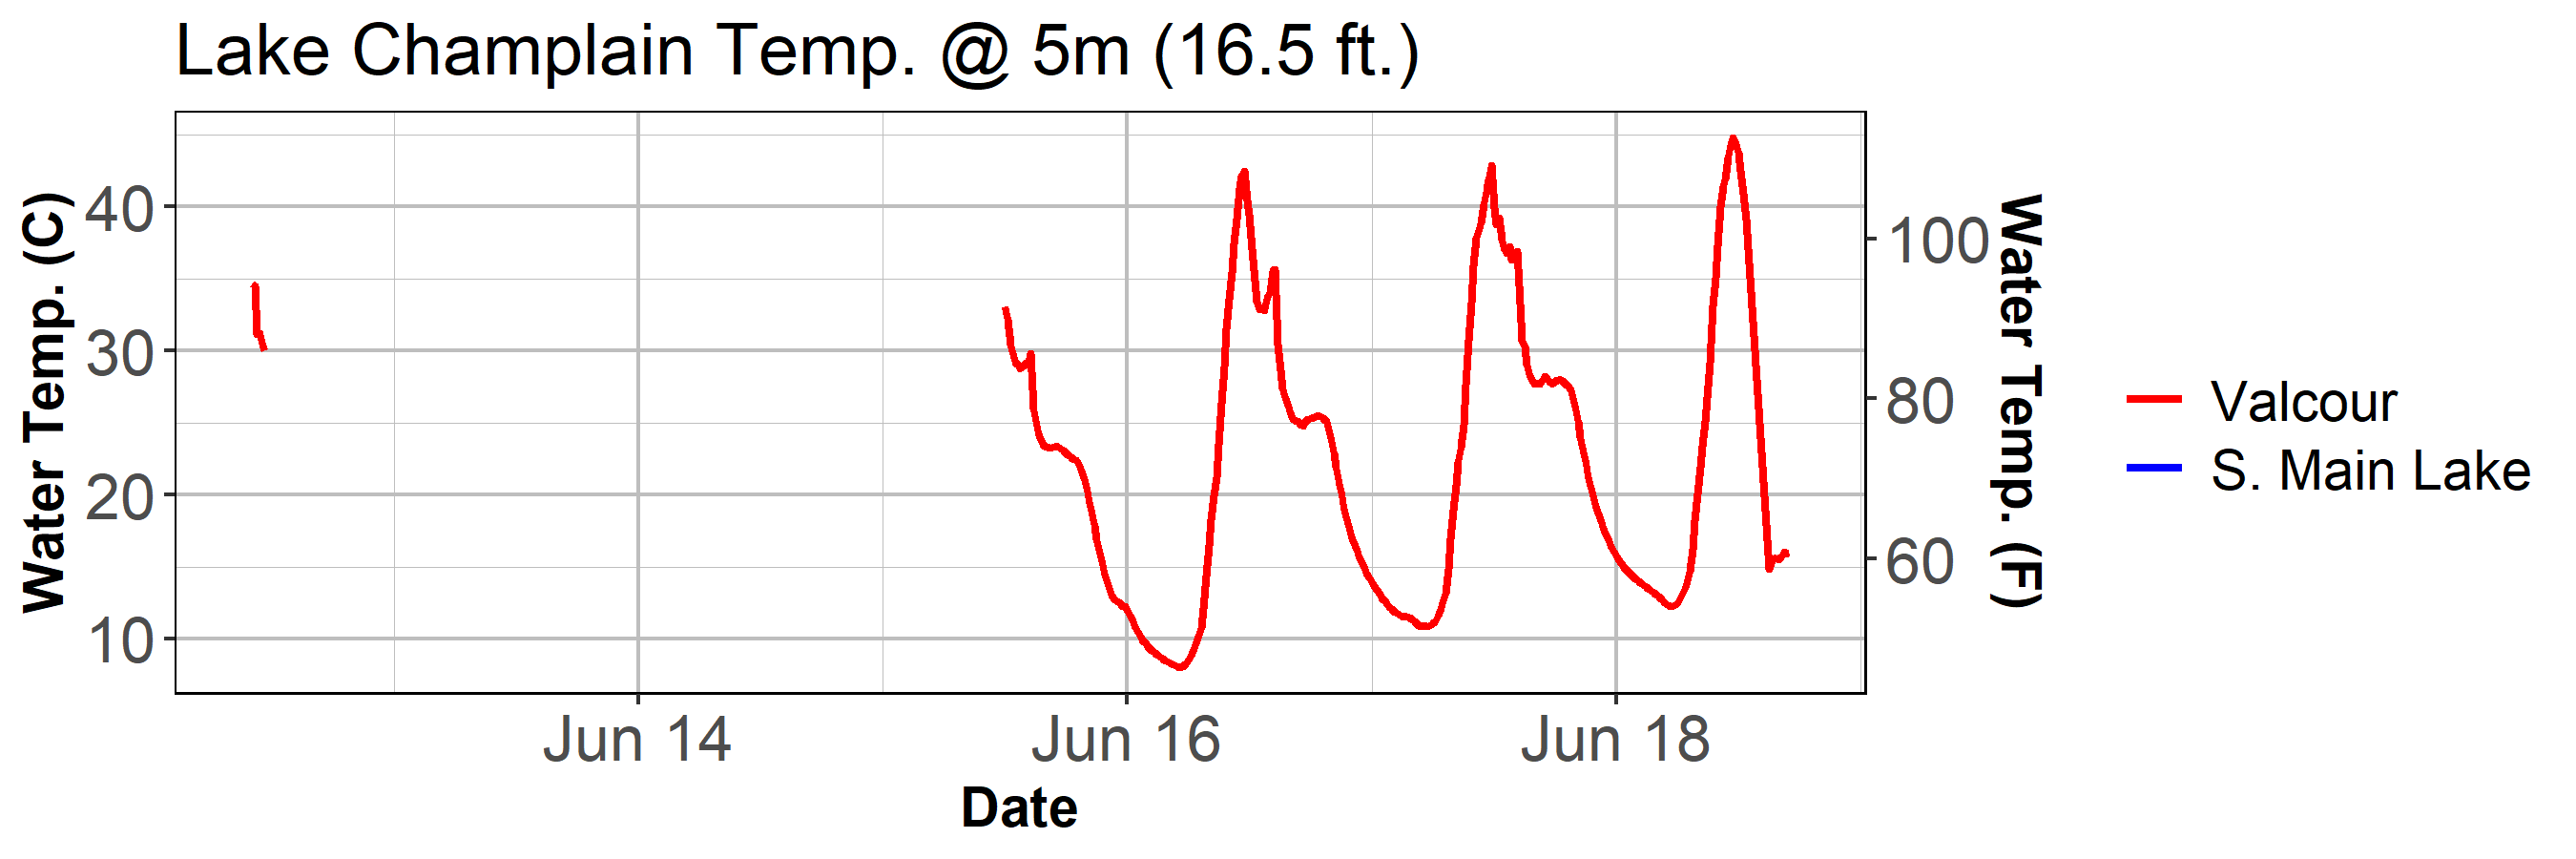 Lake Champlain Temp. @ 5m (16.5 ft.)
Water Temp. (C)
40
30
20
10
100
80
60
Water Temp. (F)
Jun 14
Jun 16
Jun 18
Date
Valcour
S. Main Lake